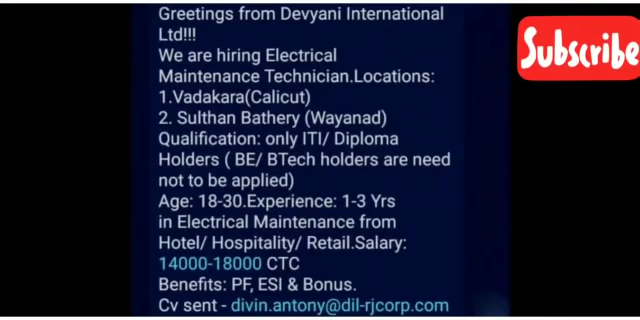 Greetings from Devyani International
Ltd!!!
We are hiring Electrical
Maintenance Technician.Locations:
1.Vadakara(Calicut)
2. Sulthan Bathery (Wayanad)
Qualification: only ITI/ Diploma
Holders ( BE/ BTech holders are need
not to be applied)
Age: 18-30.Experience: 1-3 Yrs
in Electrical Maintenance from
Hotel/ Hospitality/ Retail.Salary:
14000-18000 CTC
Benefits: PF, ESI & Bonus.
Cv sent - divin.antony@dil-rjcorp.com
Subscribe